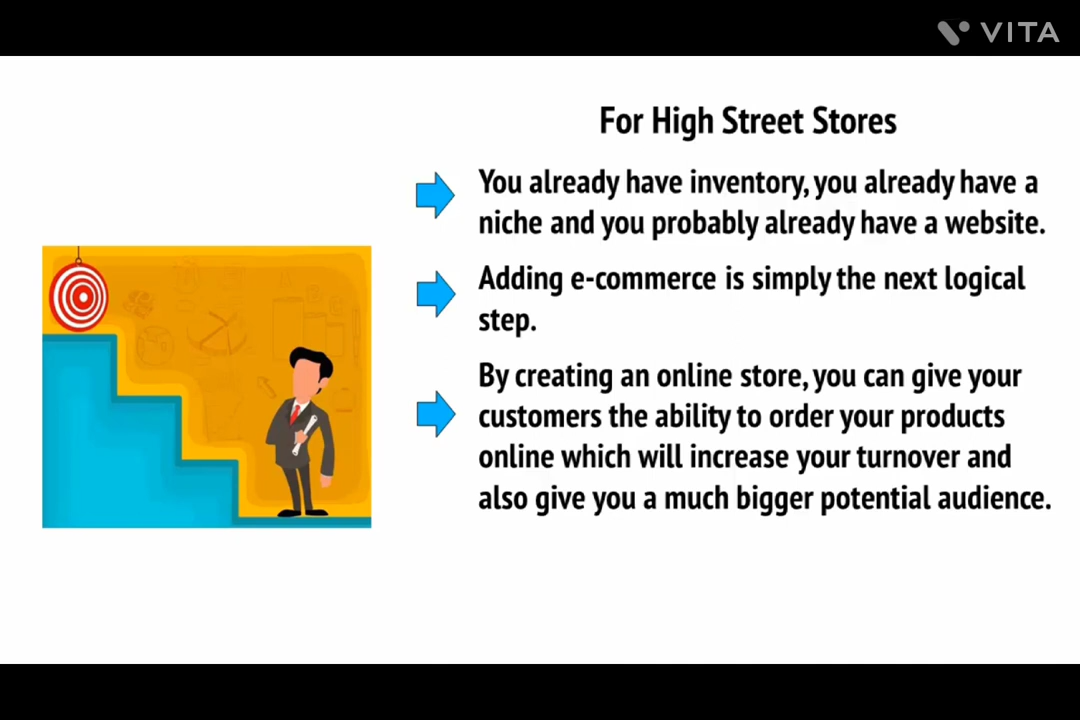 VITA
For High Street Stores
You already have inventory, you already have a
niche and you probably already have a website.
Adding e-commerce is simply the next logical
step.
By creating an online store, you can give your
customers the ability to order your products
online which will increase your turnover and
also give you a much bigger potential audience.